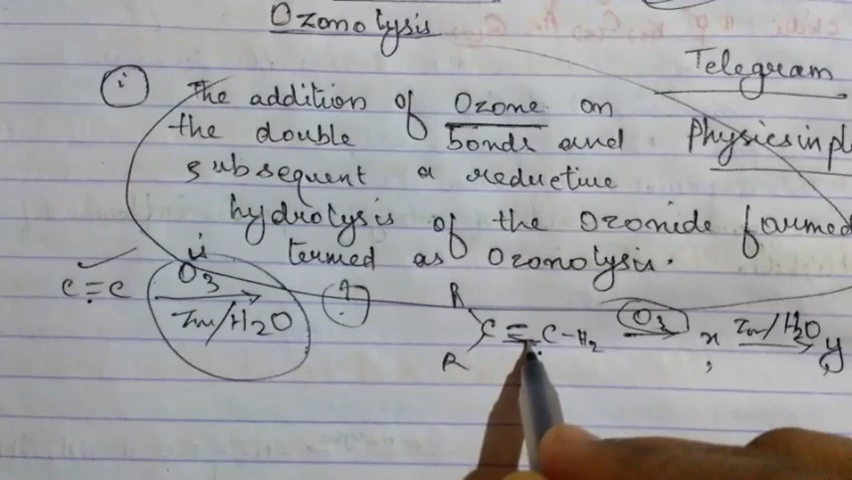 Ozonolysis
Telegram
Physicsinpl
i
The addition of Ozone on
the double bonds and
subsequent a reductive
hydrolysis of the Ozonide formed
is termed as Ozonolysis.
C=C O3 Zn/H2O
R R C=C-H2 O3 x Zn/H2O y